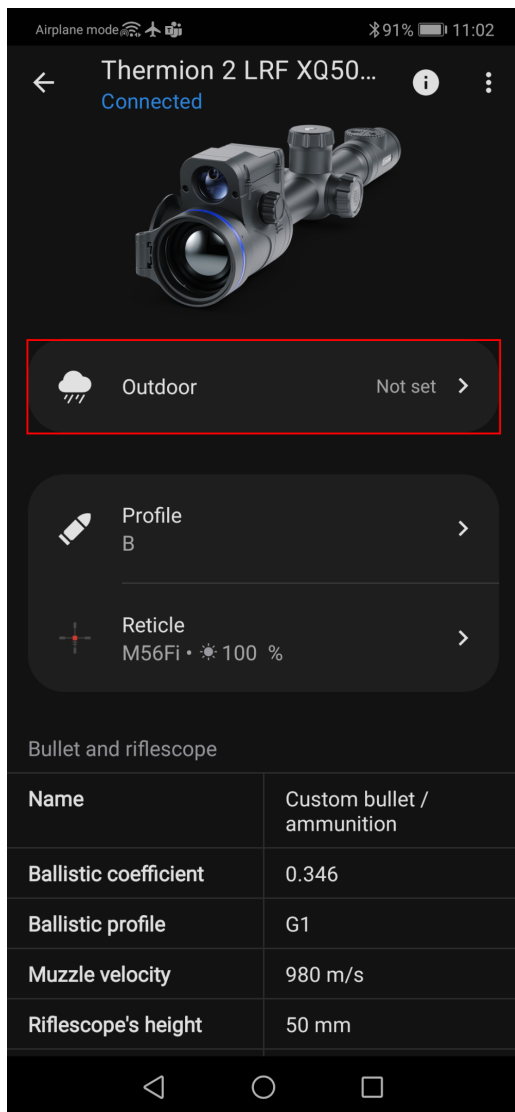 Airplane mode 91% 11:02
Thermion 2 LRF XQ50...
Connected
Outdoor Not set
Profile
B
Reticle
M56Fi • 100 %
Bullet and riflescope
Name Custom bullet /
ammunition
Ballistic coefficient 0.346
Ballistic profile G1
Muzzle velocity 980 m/s
Riflescope's height 50 mm